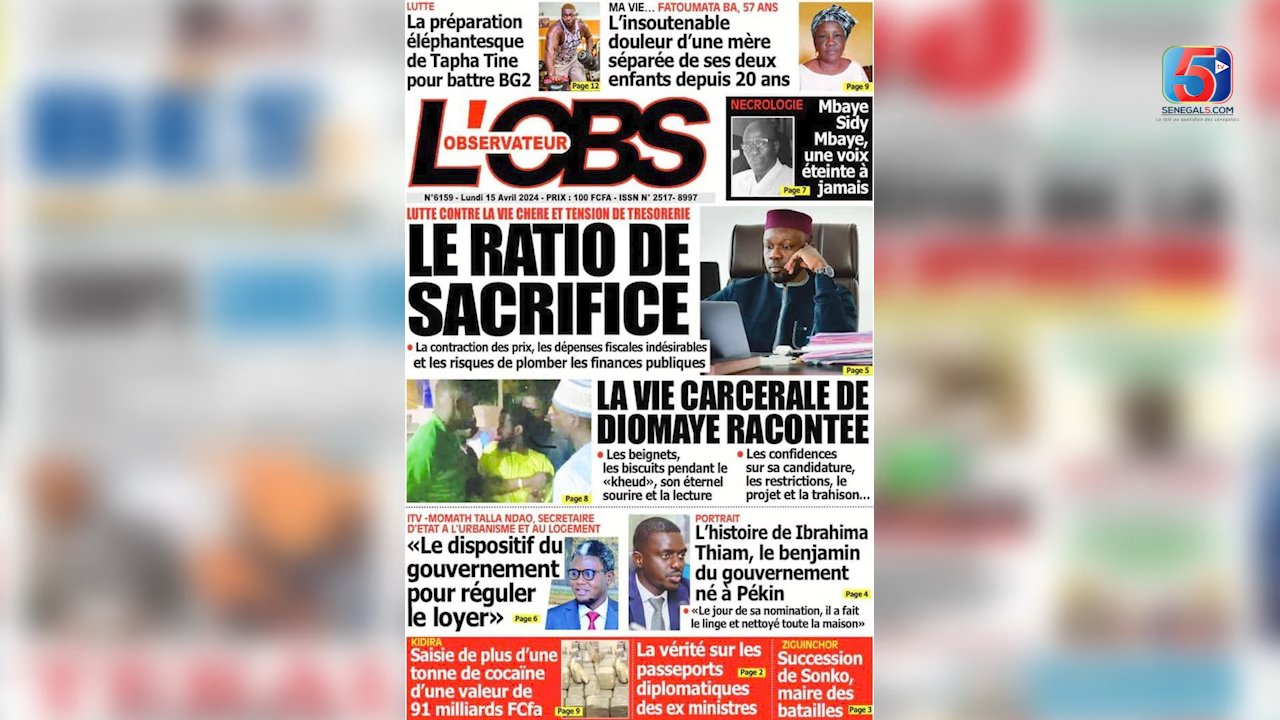 LUTTE
La préparation
éléphantesque
de Tapha Tine
pour battre BG2
Page 12
MA VIE... FATOUMATA BA, 57 ANS
L'insoutenable
douleur d'une mère
séparée de ses deux
enfants depuis 20 ans
Page 9
5 tv
SENEGAL5.COM
La télé au quotidien des sénégalais
L'OBS
OBSERVATEUR
N°6159 - Lundi 15 Avril 2024 - PRIX : 100 FCFA - ISSN N° 2517- 8997
NECROLOGIE
Mbaye
Sidy
Mbaye,
une voix
éteinte à
jamais
Page 7
LUTTE CONTRE LA VIE CHERE ET TENSION DE TRESORERIE
LE RATIO DE
SACRIFICE
• La contraction des prix, les dépenses fiscales indésirables
et les risques de plomber les finances publiques
Page 5
LA VIE CARCERALE DE
DIOMAYE RACONTEE
• Les beignets,
les biscuits pendant le
«kheud», son éternel
sourire et la lecture
• Les confidences
sur sa candidature,
les restrictions, le
projet et la trahison...
Page 8
ITV -MOMATH TALLA NDAO, SECRETAIRE
D'ETAT A L'URBANISME ET AU LOGEMENT
«Le dispositif du
gouvernement
pour réguler
le loyer»
Page 6
PORTRAIT
L'histoire de Ibrahima
Thiam, le benjamin
du gouvernement
né à Pékin
Page 4
• «Le jour de sa nomination, il a fait
le linge et nettoyé toute la maison»
KIDIRA
Saisie de plus d'une
tonne de cocaïne
d'une valeur de
91 milliards FCfa
Page 9
La vérité sur les
passeports
diplomatiques
des ex ministres
Page 2
ZIGUINCHOR
Succession
de Sonko,
maire des
batailles
Page 3